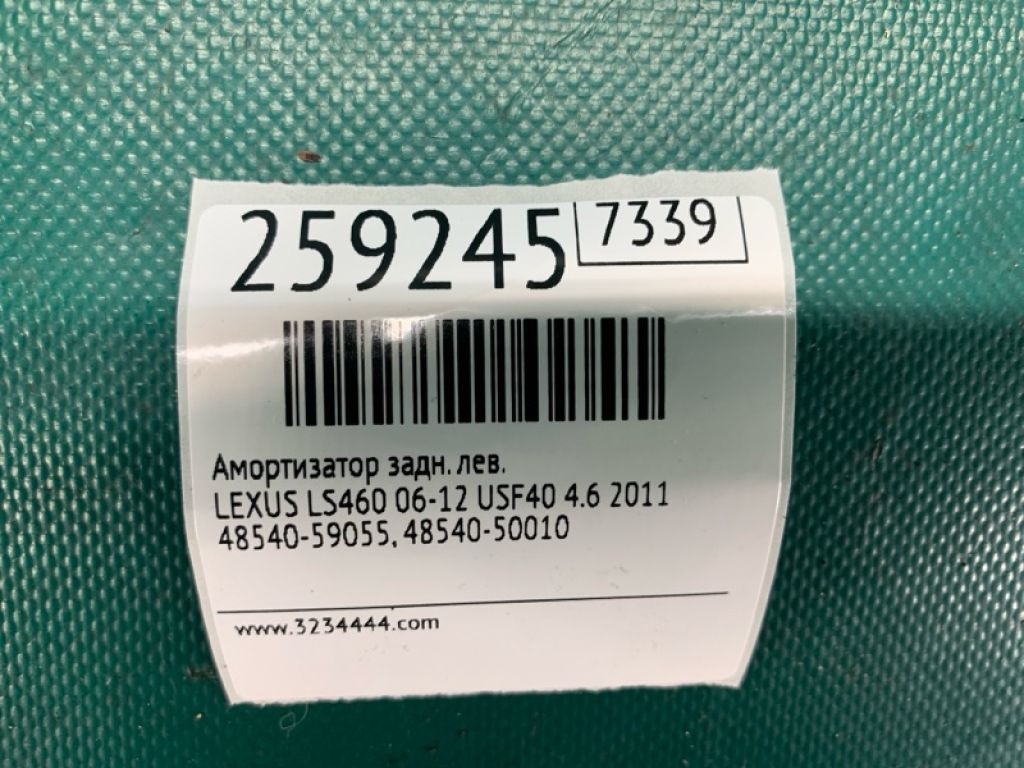 259245 7339
Амортизатор задн. лев.
LEXUS LS460 06-12 USF40 4.6 2011
48540-59055, 48540-50010
www.3234444.com